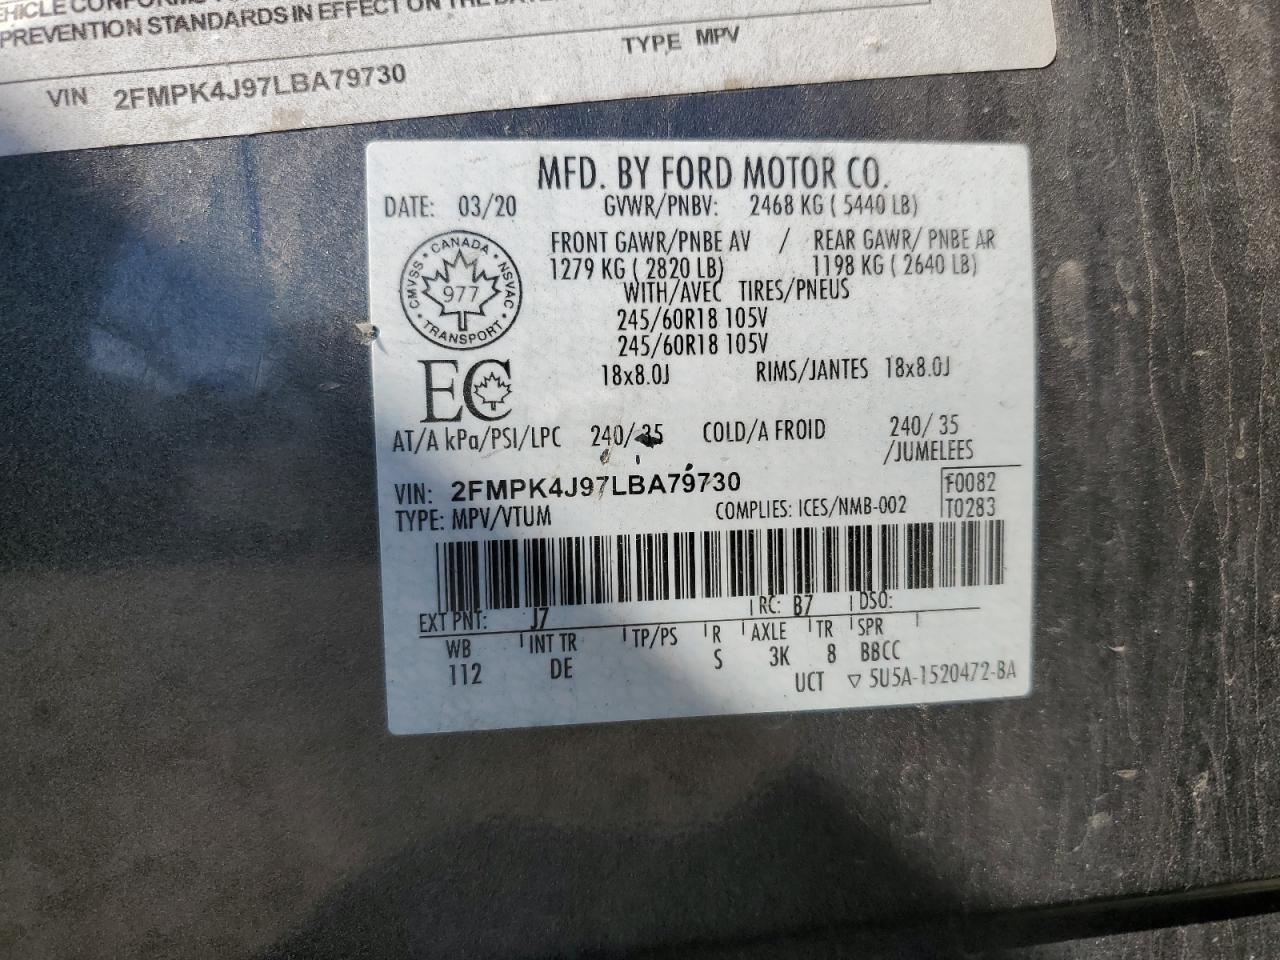 VEHICLE CONFORMS
PREVENTION STANDARDS IN EFFECT ON THE DATE
TYPE MPV
VIN 2FMPK4J97LBA79730
MFD. BY FORD MOTOR CO.
DATE: 03/20 GVWR/PNBV: 2468 KG ( 5440 LB)
FRONT GAWR/PNBE AV / REAR GAWR/ PNBE AR
1279 KG ( 2820 LB) 1198 KG ( 2640 LB)
WITH/AVEC TIRES/PNEUS
245/60R18 105V
245/60R18 105V
18x8.0J RIMS/JANTES 18x8.0J
CANADA
CMVSS 977 NSVAC
TRANSPORT
EC
AT/A kPa/PSI/LPC 240/ 35 COLD/A FROID 240/ 35
/JUMELEES
VIN: 2FMPK4J97LBA79730
F0082
TYPE: MPV/VTUM COMPLIES: ICES/NMB-002 T0283
EXT PNT: J7 RC: B7 DSO:
WB INT TR TP/PS R AXLE TR SPR
112 DE S 3K 8 BBCC
UCT ▽ 5U5A-1520472-BA